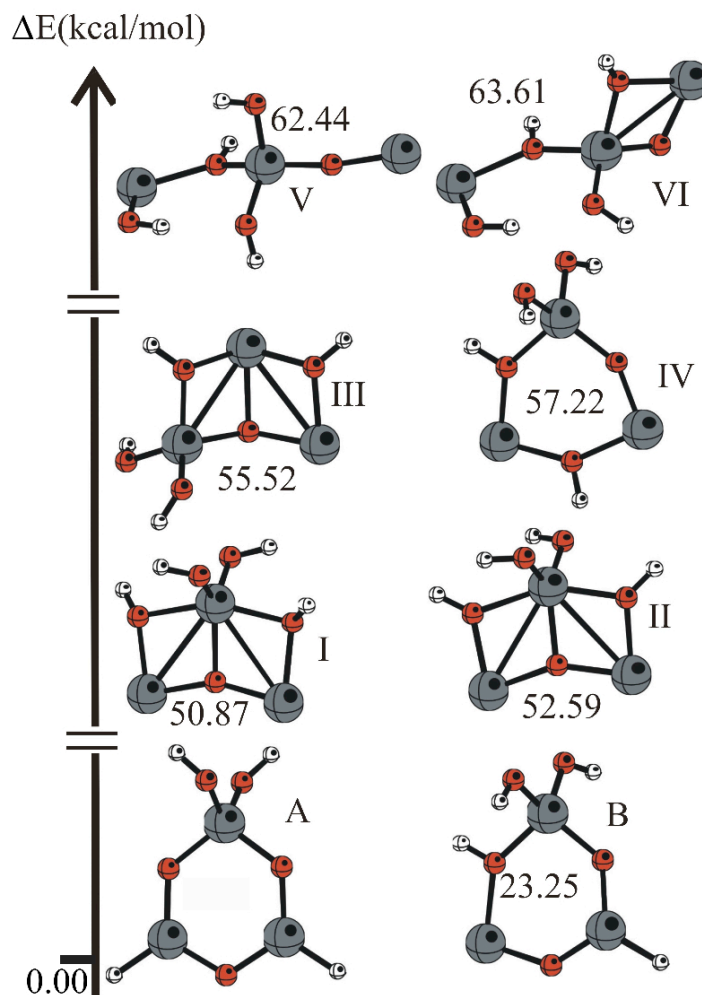 ΔE(kcal/mol)
62.44
V
63.61
VI
III
55.52
57.22
IV
I
50.87
II
52.59
A
B
23.25
0.00